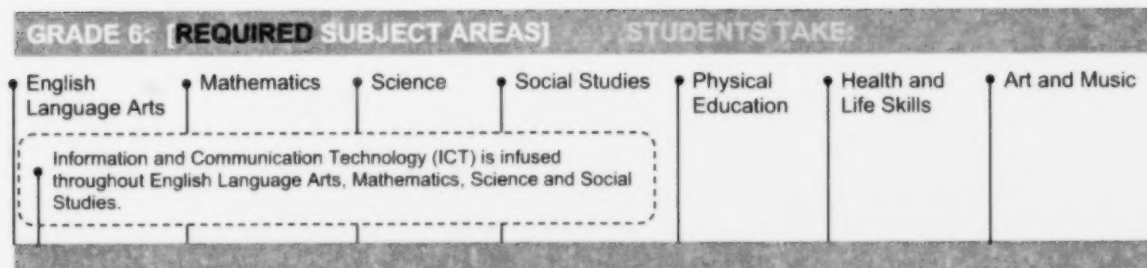 GRADE 6: [REQUIRED SUBJECT AREAS] STUDENTS TAKE:
English
Language Arts
Mathematics
Science
Social Studies
Physical
Education
Health and
Life Skills
Art and Music
Information and Communication Technology (ICT) is infused
throughout English Language Arts, Mathematics, Science and Social
Studies.